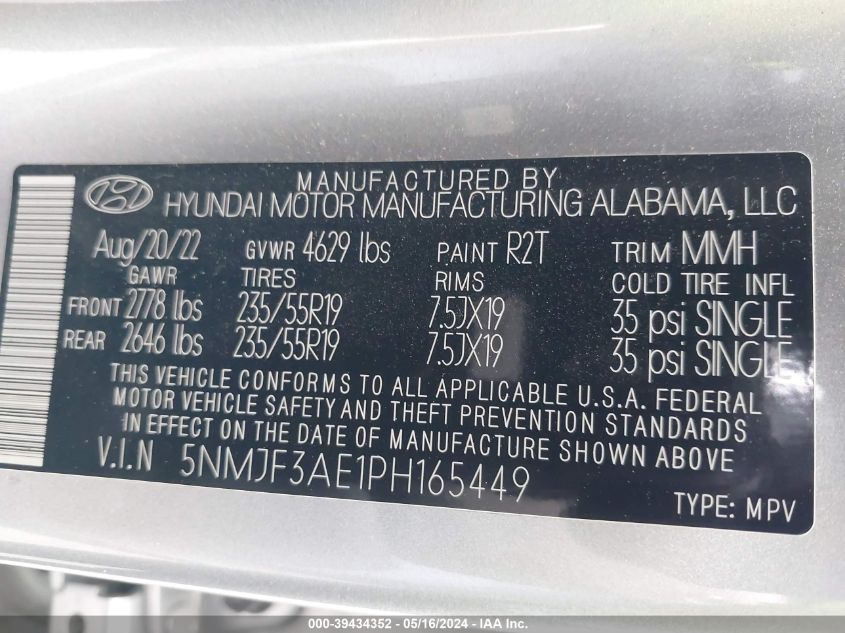 MANUFACTURED BY
HYUNDAI MOTOR MANUFACTURING ALABAMA, LLC
Aug/20/22 GVWR 4629 lbs PAINT R2T TRIM MMH
GAWR TIRES RIMS COLD TIRE INFL
FRONT 2778 lbs 235/55R19 7.5JX19 35 psi SINGLE
REAR 2646 lbs 235/55R19 7.5JX19 35 psi SINGLE
THIS VEHICLE CONFORMS TO ALL APPLICABLE U.S.A. FEDERAL
MOTOR VEHICLE SAFETY AND THEFT PREVENTION STANDARDS
IN EFFECT ON THE DATE OF MANUFACTURE SHOWN ABOVE.
V.I.N 5NMJF3AE1PH165449
TYPE: MPV
000-39434352 - 05/16/2024 - IAA Inc.